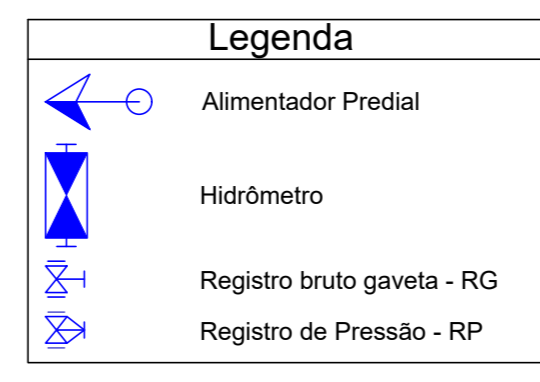 Legenda
Alimentador Predial
Hidrômetro
Registro bruto gaveta - RG
Registro de Pressão - RP